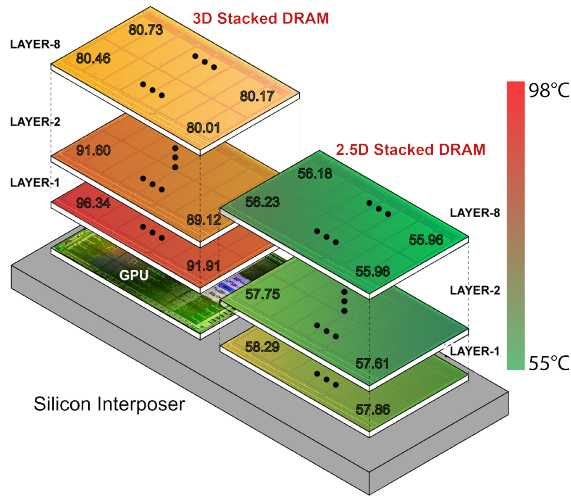 3D Stacked DRAM
LAYER-8
80.73
80.46
80.17
80.01
LAYER-2
91.60
89.12
LAYER-1
96.34
91.91
GPU
2.5D Stacked DRAM
56.18
56.23
LAYER-8
55.96
55.96
57.75
LAYER-2
57.61
LAYER-1
58.29
57.86
98°C
55°C
Silicon Interposer